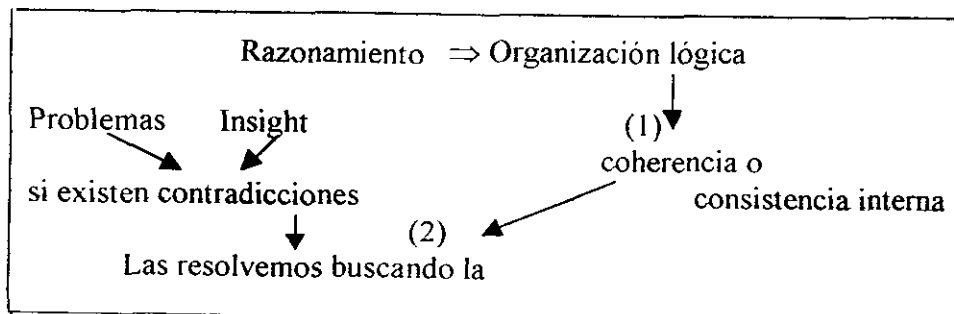 Razonamiento ⇒ Organización lógica
Problemas Insight
(1)
coherencia o
si existen contradicciones
consistencia interna
(2)
Las resolvemos buscando la